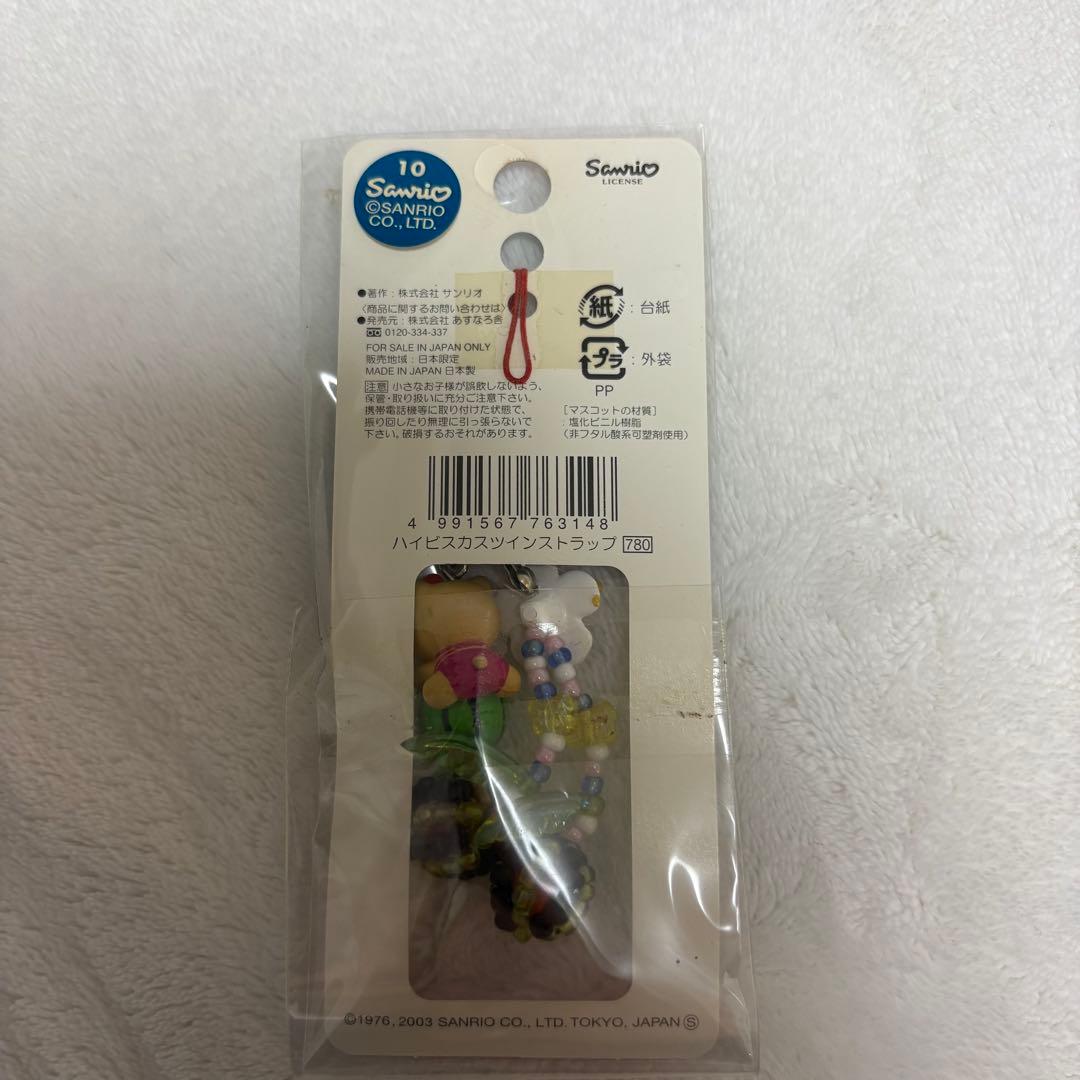 10
Sanrio
©SANRIO
CO., LTD.
Sanrio
LICENSE
●著作：株式会社 サンリオ
〈商品に関するお問い合わせは〉
●発売元：株式会社 あすなろ舎
0120-334-337
FOR SALE IN JAPAN ONLY
販売地域：日本限定
MADE IN JAPAN 日本製
注意 小さなお子様が誤飲しないよう、
保管・取り扱いに充分ご注意下さい。
携帯電話機等に取り付けた状態で、
振り回したり無理に引っ張らないで
下さい。破損するおそれがあります。
紙：台紙
プラ：外袋
PP
［マスコットの材質］
：塩化ビニル樹脂
（非フタル酸系可塑剤使用）
4 991567 763148
ハイビスカスツインストラップ 780
©1976, 2003 SANRIO CO., LTD. TOKYO, JAPAN Ⓢ